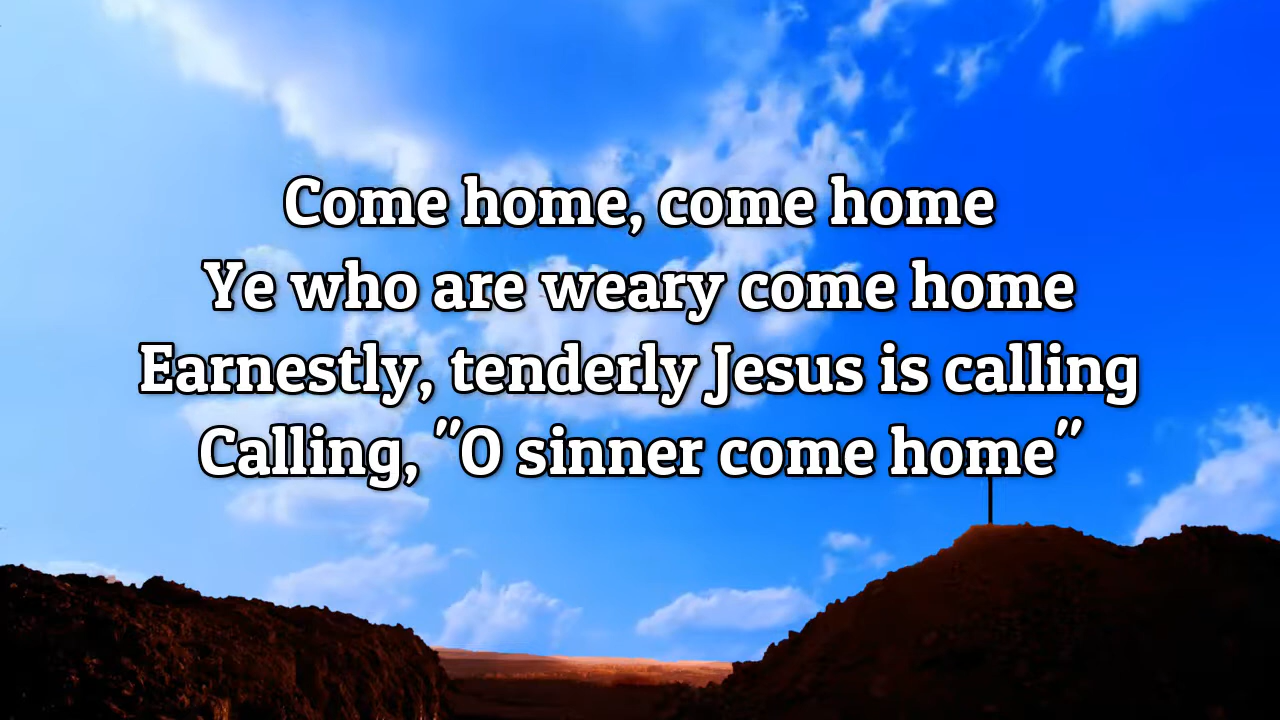 Come home, come home
Ye who are weary come home
Earnestly, tenderly Jesus is calling
Calling, "O sinner come home"